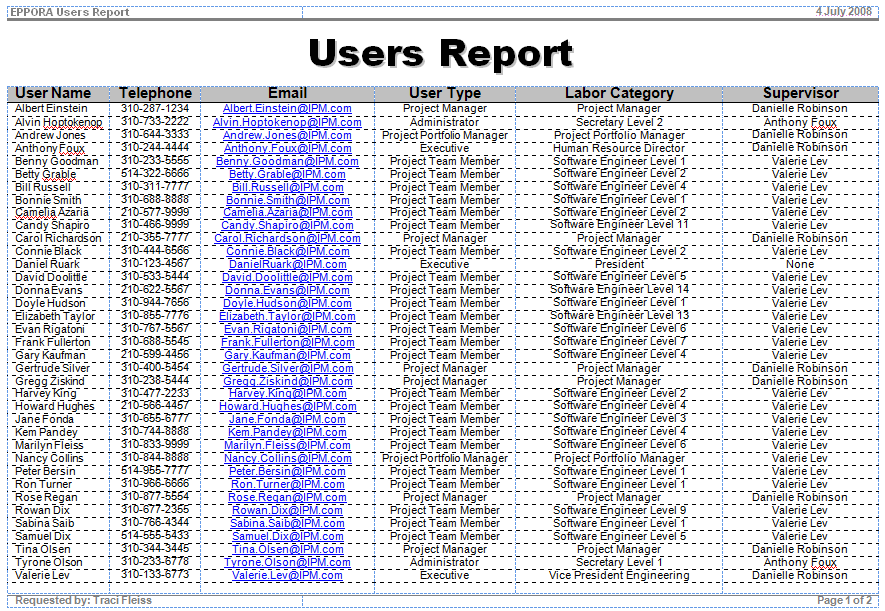 EPPORA Users Report 4 July 2008
Users Report
User Name Telephone Email User Type Labor Category Supervisor
Albert Einstein 310-287-1234 Albert.Einstein@IPM.com Project Manager Project Manager Danielle Robinson
Alvin Hoptokenop 310-733-2222 Alvin.Hoptokenop@IPM.com Administrator Secretary Level 2 Anthony Foux
Andrew Jones 310-644-3333 Andrew.Jones@IPM.com Project Portfolio Manager Project Portfolio Manager Danielle Robinson
Anthony Foux 310-244-4444 Anthony.Foux@IPM.com Executive Human Resource Director Danielle Robinson
Benny Goodman 310-233-5555 Benny.Goodman@IPM.com Project Team Member Software Engineer Level 1 Valerie Lev
Betty Grable 514-322-6666 Betty.Grable@IPM.com Project Team Member Software Engineer Level 2 Valerie Lev
Bill Russell 310-311-7777 Bill.Russell@IPM.com Project Team Member Software Engineer Level 4 Valerie Lev
Bonnie Smith 310-688-8888 Bonnie.Smith@IPM.com Project Team Member Software Engineer Level 1 Valerie Lev
Camelia Azaria 210-577-9999 Camelia.Azaria@IPM.com Project Team Member Software Engineer Level 2 Valerie Lev
Candy Shapiro 310-466-9999 Candy.Shapiro@IPM.com Project Team Member Software Engineer Level 11 Valerie Lev
Carol Richardson 210-355-7777 Carol.Richardson@IPM.com Project Manager Project Manager Danielle Robinson
Connie Black 310-444-6566 Connie.Black@IPM.com Project Team Member Software Engineer Level 2 Valerie Lev
Daniel Ruark 310-123-4567 DanielRuark@IPM.com Executive President None
David Doolittle 310-533-5444 David.Doolittle@IPM.com Project Team Member Software Engineer Level 5 Valerie Lev
Donna Evans 210-622-5567 Donna.Evans@IPM.com Project Team Member Software Engineer Level 14 Valerie Lev
Doyle Hudson 310-944-7656 Doyle.Hudson@IPM.com Project Team Member Software Engineer Level 1 Valerie Lev
Elizabeth Taylor 310-855-7776 Elizabeth.Taylor@IPM.com Project Team Member Software Engineer Level 13 Valerie Lev
Evan Rigatoni 310-767-5567 Evan.Rigatoni@IPM.com Project Team Member Software Engineer Level 6 Valerie Lev
Frank Fullerton 310-688-5545 Frank.Fullerton@IPM.com Project Team Member Software Engineer Level 7 Valerie Lev
Gary Kaufman 210-599-4456 Gary.Kaufman@IPM.com Project Team Member Software Engineer Level 4 Valerie Lev
Gertrude Silver 310-400-5454 Gertrude.Silver@IPM.com Project Manager Project Manager Danielle Robinson
Gregg Ziskind 310-238-5444 Gregg.Ziskind@IPM.com Project Manager Project Manager Danielle Robinson
Harvey King 310-477-2233 Harvey.King@IPM.com Project Team Member Software Engineer Level 2 Valerie Lev
Howard Hughes 210-566-4457 Howard.Hughes@IPM.com Project Team Member Software Engineer Level 4 Valerie Lev
Jane Fonda 310-655-6777 Jane.Fonda@IPM.com Project Team Member Software Engineer Level 3 Valerie Lev
Kem Pandey 310-744-8888 Kem.Pandey@IPM.com Project Team Member Software Engineer Level 4 Valerie Lev
Marilyn Fleiss 310-833-9999 Marilyn.Fleiss@IPM.com Project Team Member Software Engineer Level 6 Valerie Lev
Nancy Collins 310-844-8888 Nancy.Collins@IPM.com Project Portfolio Manager Project Portfolio Manager Valerie Lev
Peter Bersin 514-955-7777 Peter.Bersin@IPM.com Project Team Member Software Engineer Level 1 Valerie Lev
Ron Turner 310-966-6666 Ron.Turner@IPM.com Project Team Member Software Engineer Level 1 Valerie Lev
Rose Regan 310-877-5554 Rose.Regan@IPM.com Project Manager Project Manager Danielle Robinson
Rowan Dix 310-677-2355 Rowan.Dix@IPM.com Project Team Member Software Engineer Level 9 Valerie Lev
Sabina Saib 310-766-4344 Sabina.Saib@IPM.com Project Team Member Software Engineer Level 1 Valerie Lev
Samuel Dix 514-555-5433 Samuel.Dix@IPM.com Project Team Member Software Engineer Level 5 Valerie Lev
Tina Olsen 310-344-3445 Tina.Olsen@IPM.com Project Manager Project Manager Danielle Robinson
Tyrone Olson 310-233-6778 Tyrone.Olson@IPM.com Administrator Secretary Level 1 Anthony Foux
Valerie Lev 310-133-6773 Valerie.Lev@IPM.com Executive Vice President Engineering Danielle Robinson
Requested by: Traci Fleiss Page 1 of 2